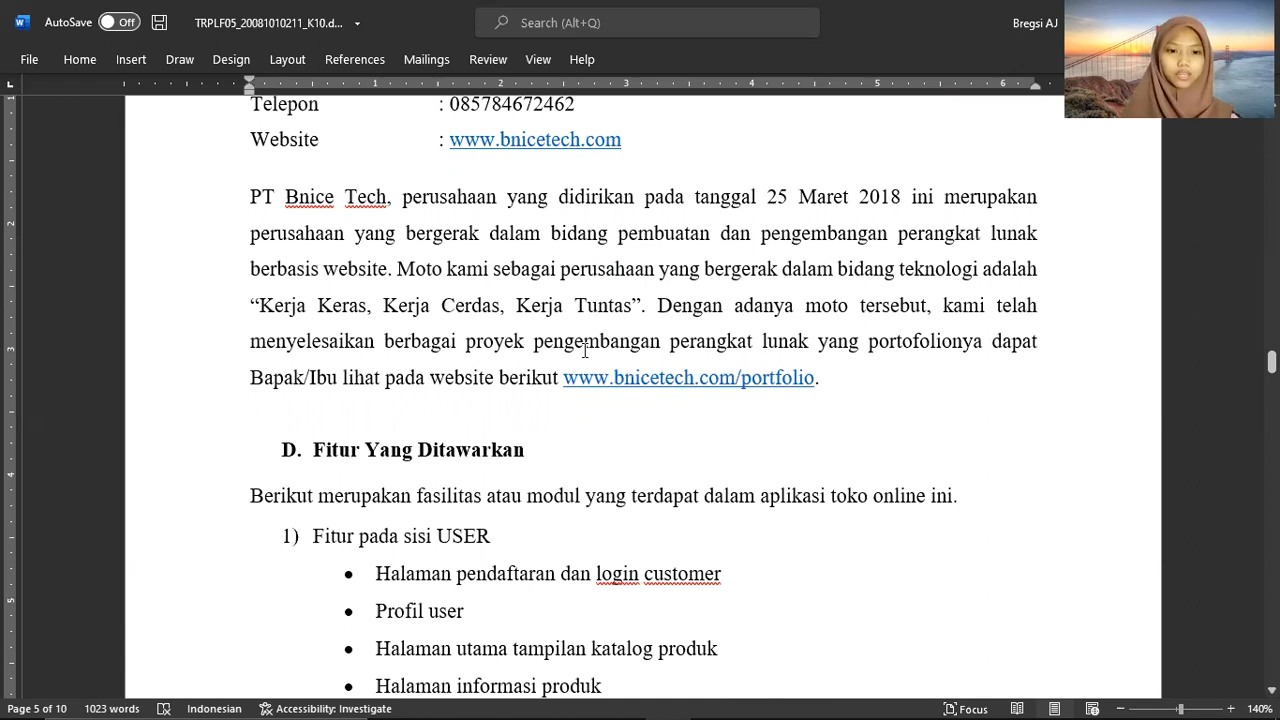 AutoSave Off TRPLF05_20081010211_K10.d... Search (Alt+Q) Bregsi AJ
File Home Insert Draw Design Layout References Mailings Review View Help
1 2 3 4 5 6
Telepon : 085784672462
Website : www.bnicetech.com
PT Bnice Tech, perusahaan yang didirikan pada tanggal 25 Maret 2018 ini merupakan
perusahaan yang bergerak dalam bidang pembuatan dan pengembangan perangkat lunak
berbasis website. Moto kami sebagai perusahaan yang bergerak dalam bidang teknologi adalah
“Kerja Keras, Kerja Cerdas, Kerja Tuntas”. Dengan adanya moto tersebut, kami telah
menyelesaikan berbagai proyek pengembangan perangkat lunak yang portofolionya dapat
Bapak/Ibu lihat pada website berikut www.bnicetech.com/portfolio.
D. Fitur Yang Ditawarkan
Berikut merupakan fasilitas atau modul yang terdapat dalam aplikasi toko online ini.
1) Fitur pada sisi USER
• Halaman pendaftaran dan login customer
• Profil user
• Halaman utama tampilan katalog produk
• Halaman informasi produk
Page 5 of 10 1023 words Indonesian Accessibility: Investigate Focus 140%